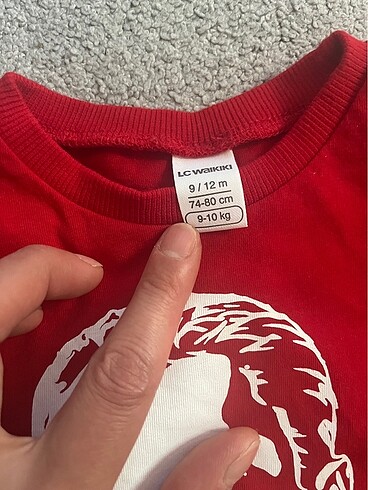 LC WAIKIKI
9 / 12 m
74-80 cm
9-10 kg